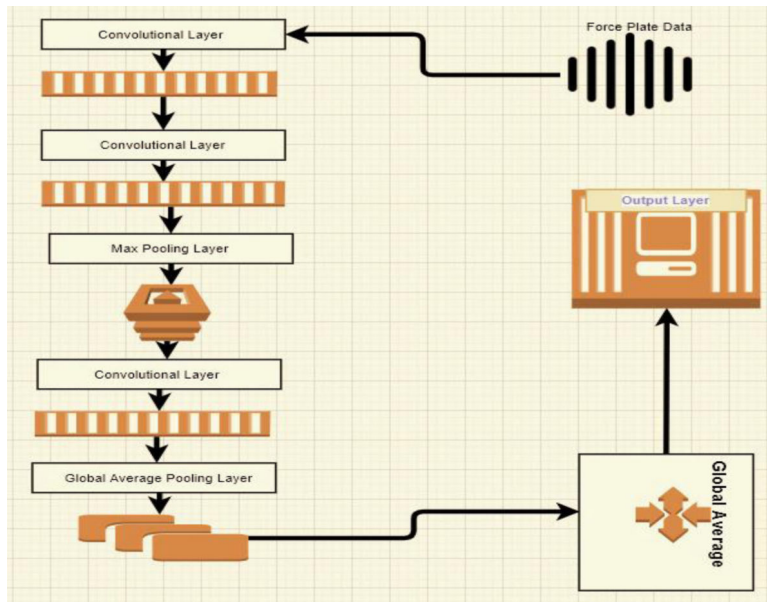 Force Plate Data
Convolutional Layer
Convolutional Layer
Max Pooling Layer
Convolutional Layer
Global Average Pooling Layer
Global Average
Output Layer